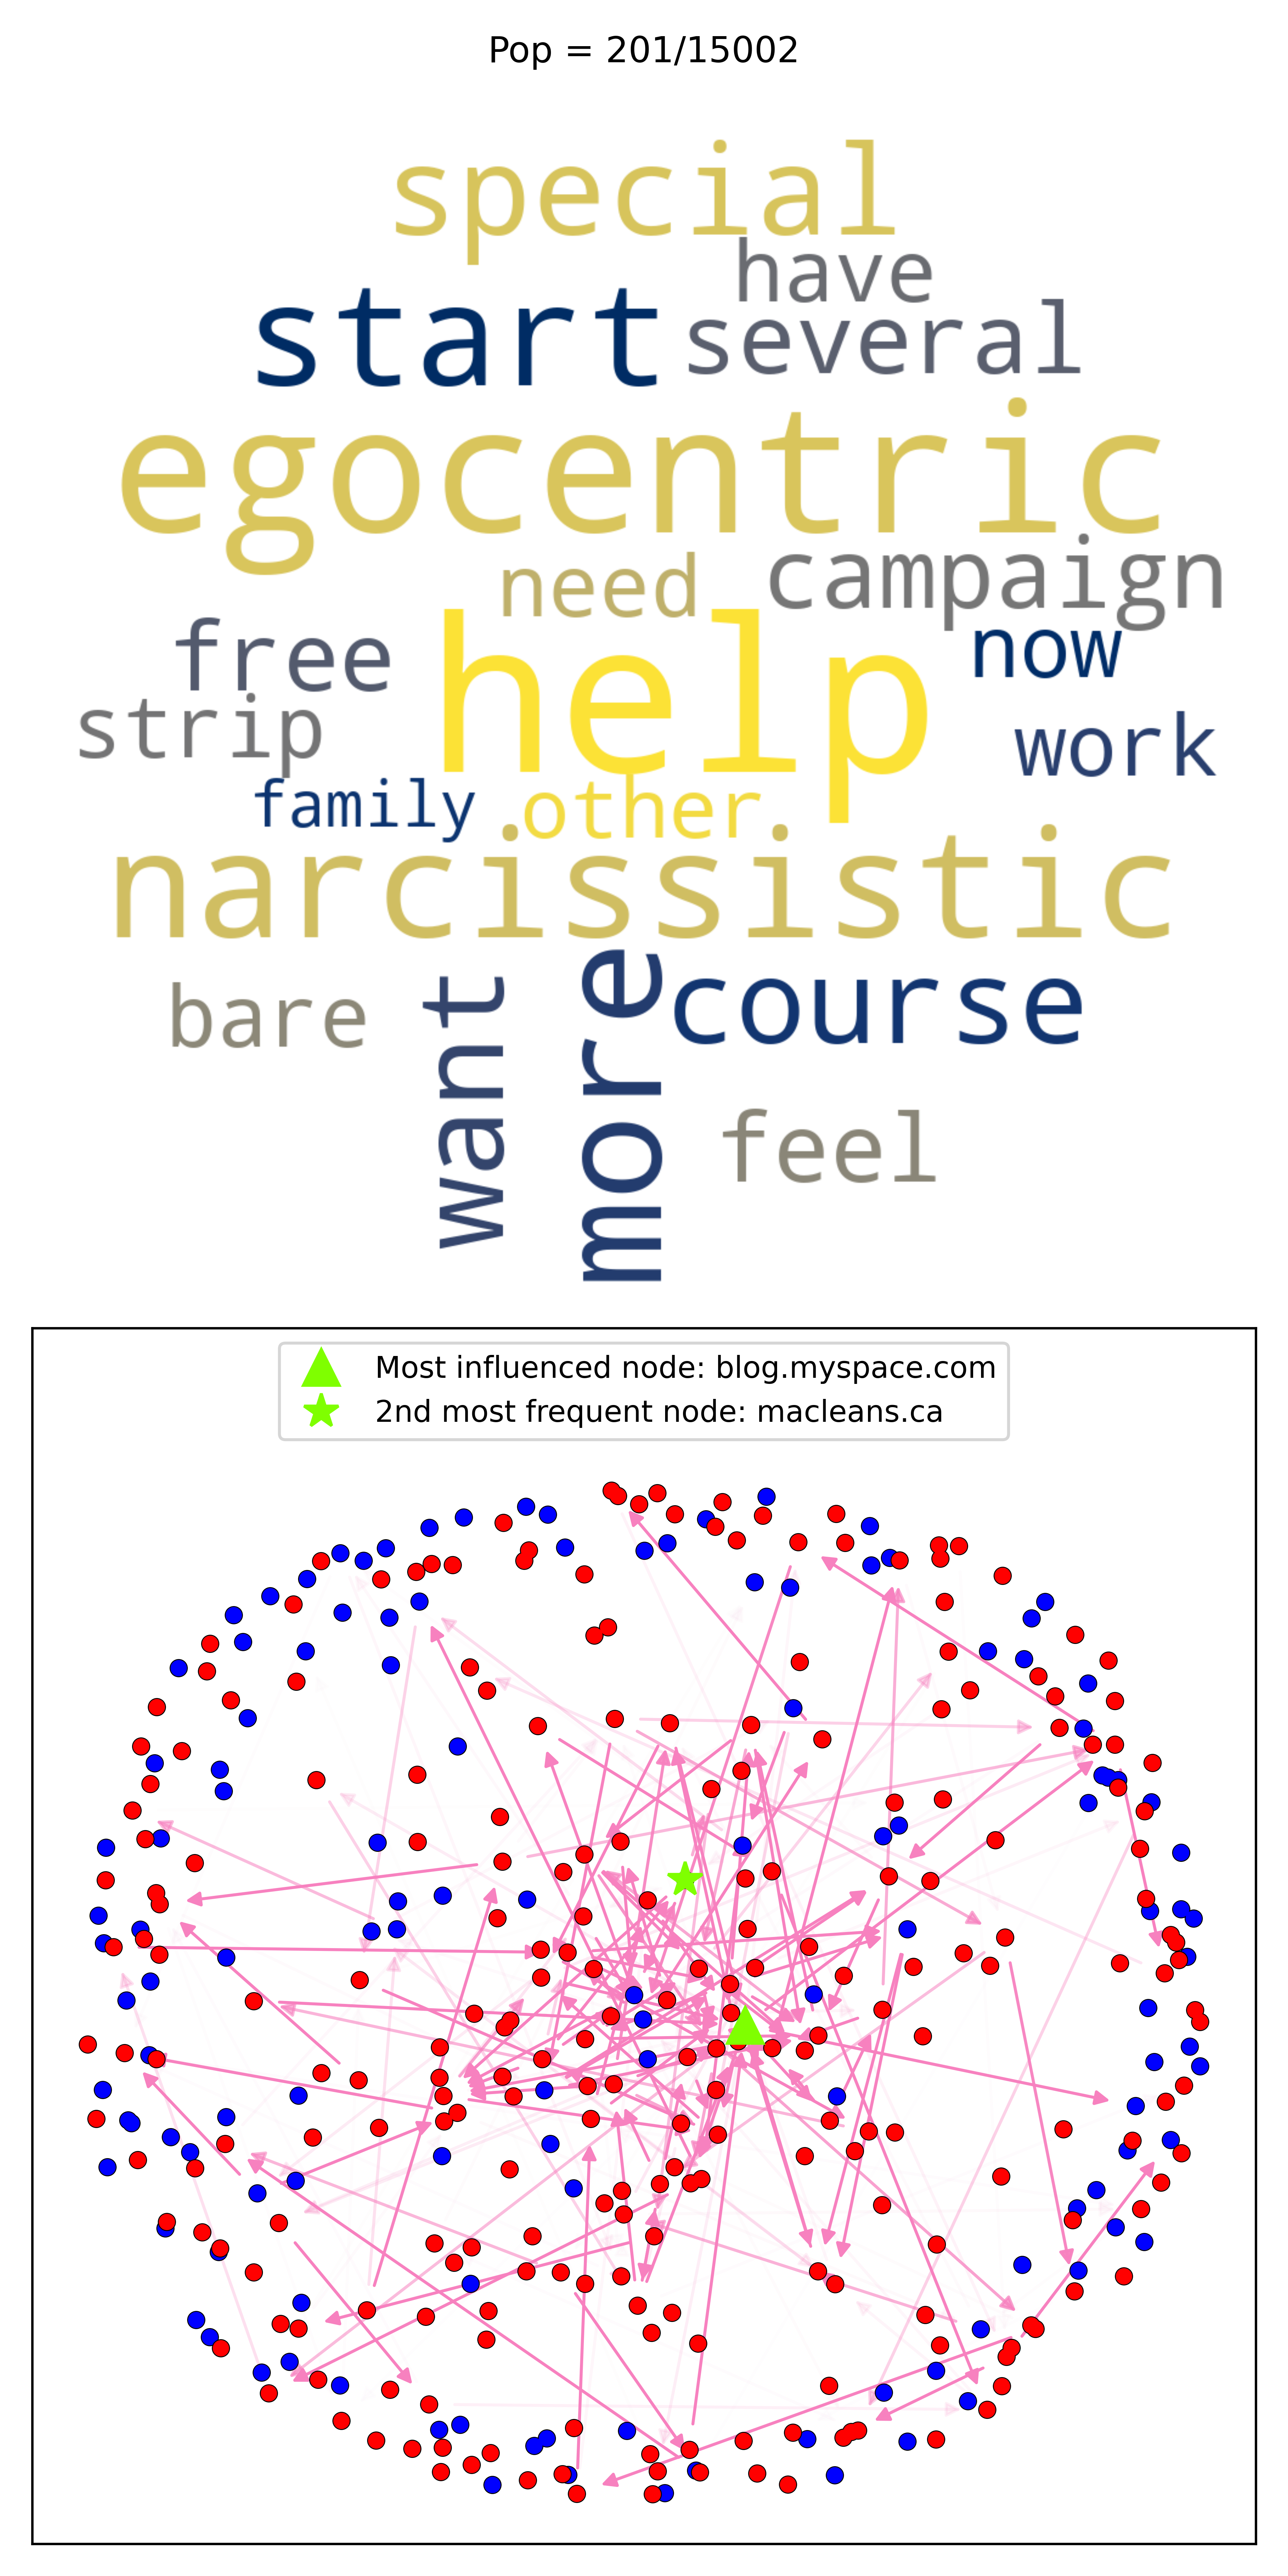 Pop = 201/15002
special
have
start
several
egocentric
need
campaign
free
help
now
strip
work
family
other
narcissistic
bare
want
more
course
feel
Most influenced node: blog.myspace.com
2nd most frequent node: macleans.ca